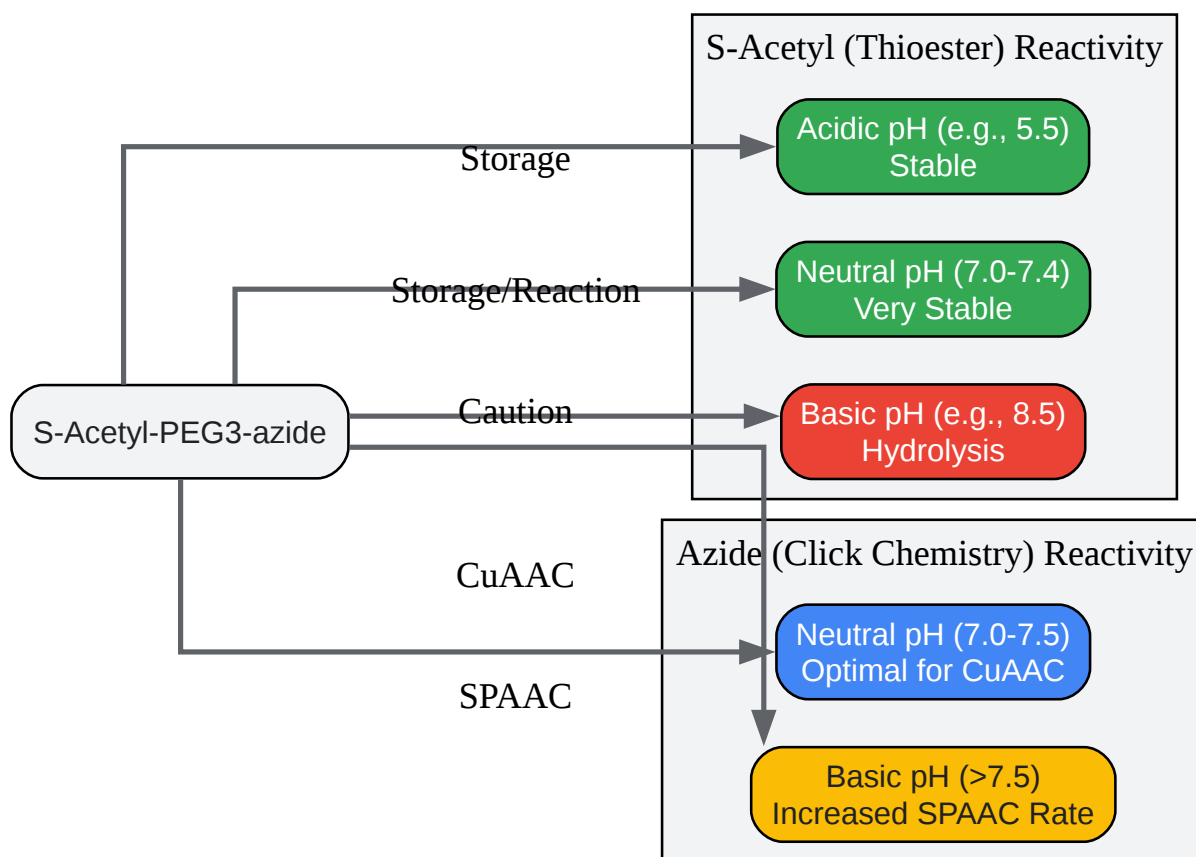 S-Acetyl (Thioester) Reactivity
Acidic pH (e.g., 5.5)
Stable
Storage
Neutral pH (7.0-7.4)
Very Stable
Storage/Reaction
Basic pH (e.g., 8.5)
Hydrolysis
Caution
S-Acetyl-PEG3-azide
Azide (Click Chemistry) Reactivity
CuAAC
Neutral pH (7.0-7.5)
Optimal for CuAAC
SPAAC
Basic pH (>7.5)
Increased SPAAC Rate